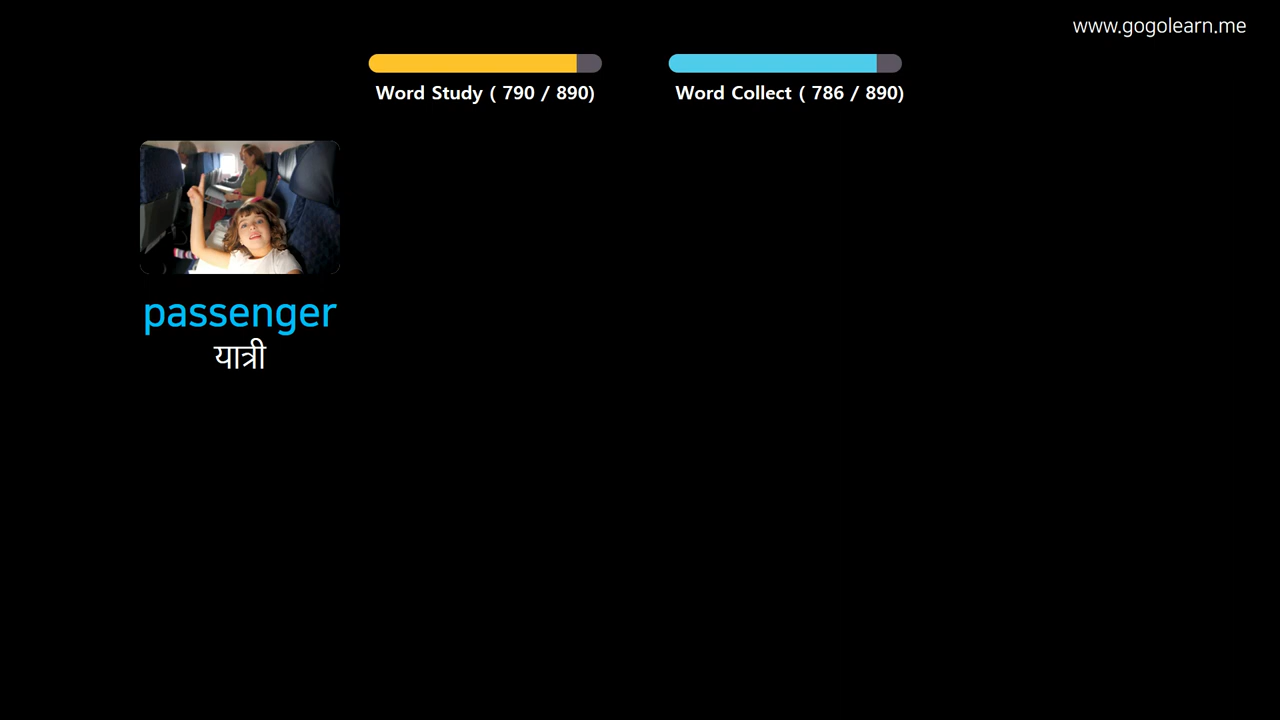 www.gogolearn.me
Word Study ( 790 / 890)
Word Collect ( 786 / 890)
passenger
यात्री